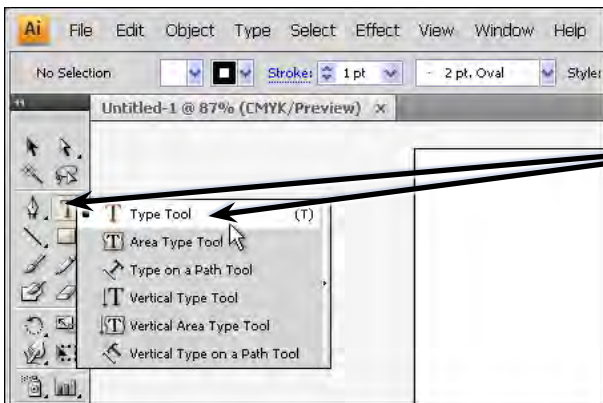 Ai File Edit Object Type Select Effect View Window Help
No Selection Stroke: 1 pt 2 pt. Oval Style:
Untitled-1 @ 87% (CMYK/Preview) x
T Type Tool (T)
T Area Type Tool
Type on a Path Tool
T Vertical Type Tool
T Vertical Area Type Tool
Vertical Type on a Path Tool